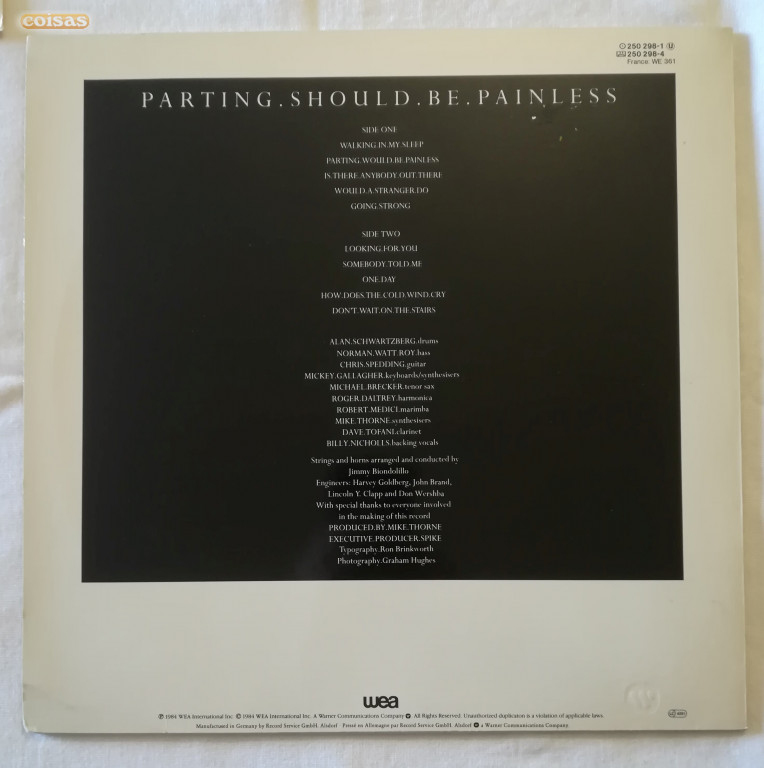 coisas
250 298-1 U
250 298-4
France: WE 361
PARTING.SHOULD.BE.PAINLESS
SIDE ONE
WALKING.IN.MY.SLEEP
PARTING.WOULD.BE.PAINLESS
IS.THERE.ANYBODY.OUT.THERE
WOULD.A.STRANGER.DO
GOING.STRONG
SIDE TWO
LOOKING.FOR.YOU
SOMEBODY.TOLD.ME
ONE.DAY
HOW.DOES.THE.COLD.WIND.CRY
DON'T.WAIT.ON.THE.STAIRS
ALAN.SCHWARTZBERG.drums
NORMAN.WATT.ROY.bass
CHRIS.SPEDDING.guitar
MICKEY.GALLAGHER.keyboards/synthesisers
MICHAEL.BRECKER.tenor sax
ROGER.DALTREY.harmonica
ROBERT.MEDICI.marimba
MIKE.THORNE.synthesisers
DAVE.TOFANI.clarinet
BILLY.NICHOLLS.backing vocals
Strings and horns arranged and conducted by
Jimmy Biondolillo
Engineers: Harvey Goldberg, John Brand,
Lincoln Y. Clapp and Don Wershba
With special thanks to everyone involved
in the making of this record
PRODUCED.BY.MIKE.THORNE
EXECUTIVE.PRODUCER.SPIKE
Typography.Ron Brinkworth
Photography.Graham Hughes
wea
℗ 1984 WEA International Inc. © 1984 WEA International Inc. A Warner Communications Company All Rights Reserved. Unauthorized duplication is a violation of applicable laws.
Manufactured in Germany by Record Service GmbH, Alsdorf · Pressé en Allemagne par Record Service GmbH, Alsdorf a Warner Communications Company.